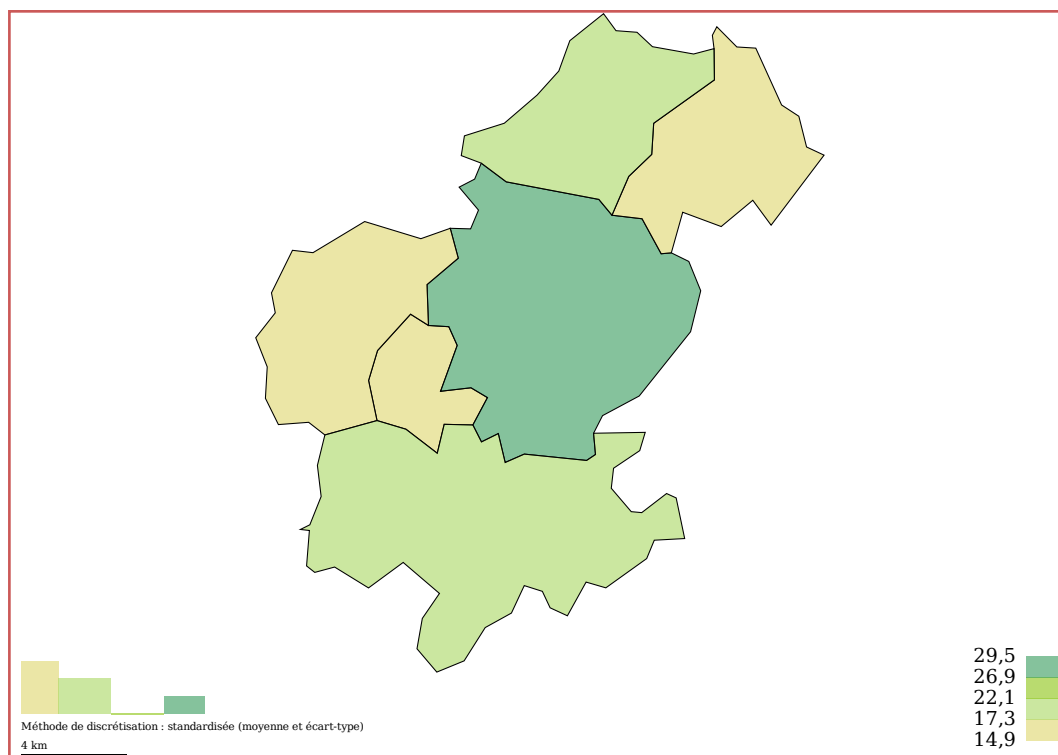 29,5
26,9
22,1
17,3
14,9
Méthode de discrétisation : standardisée (moyenne et écart-type)
4 km